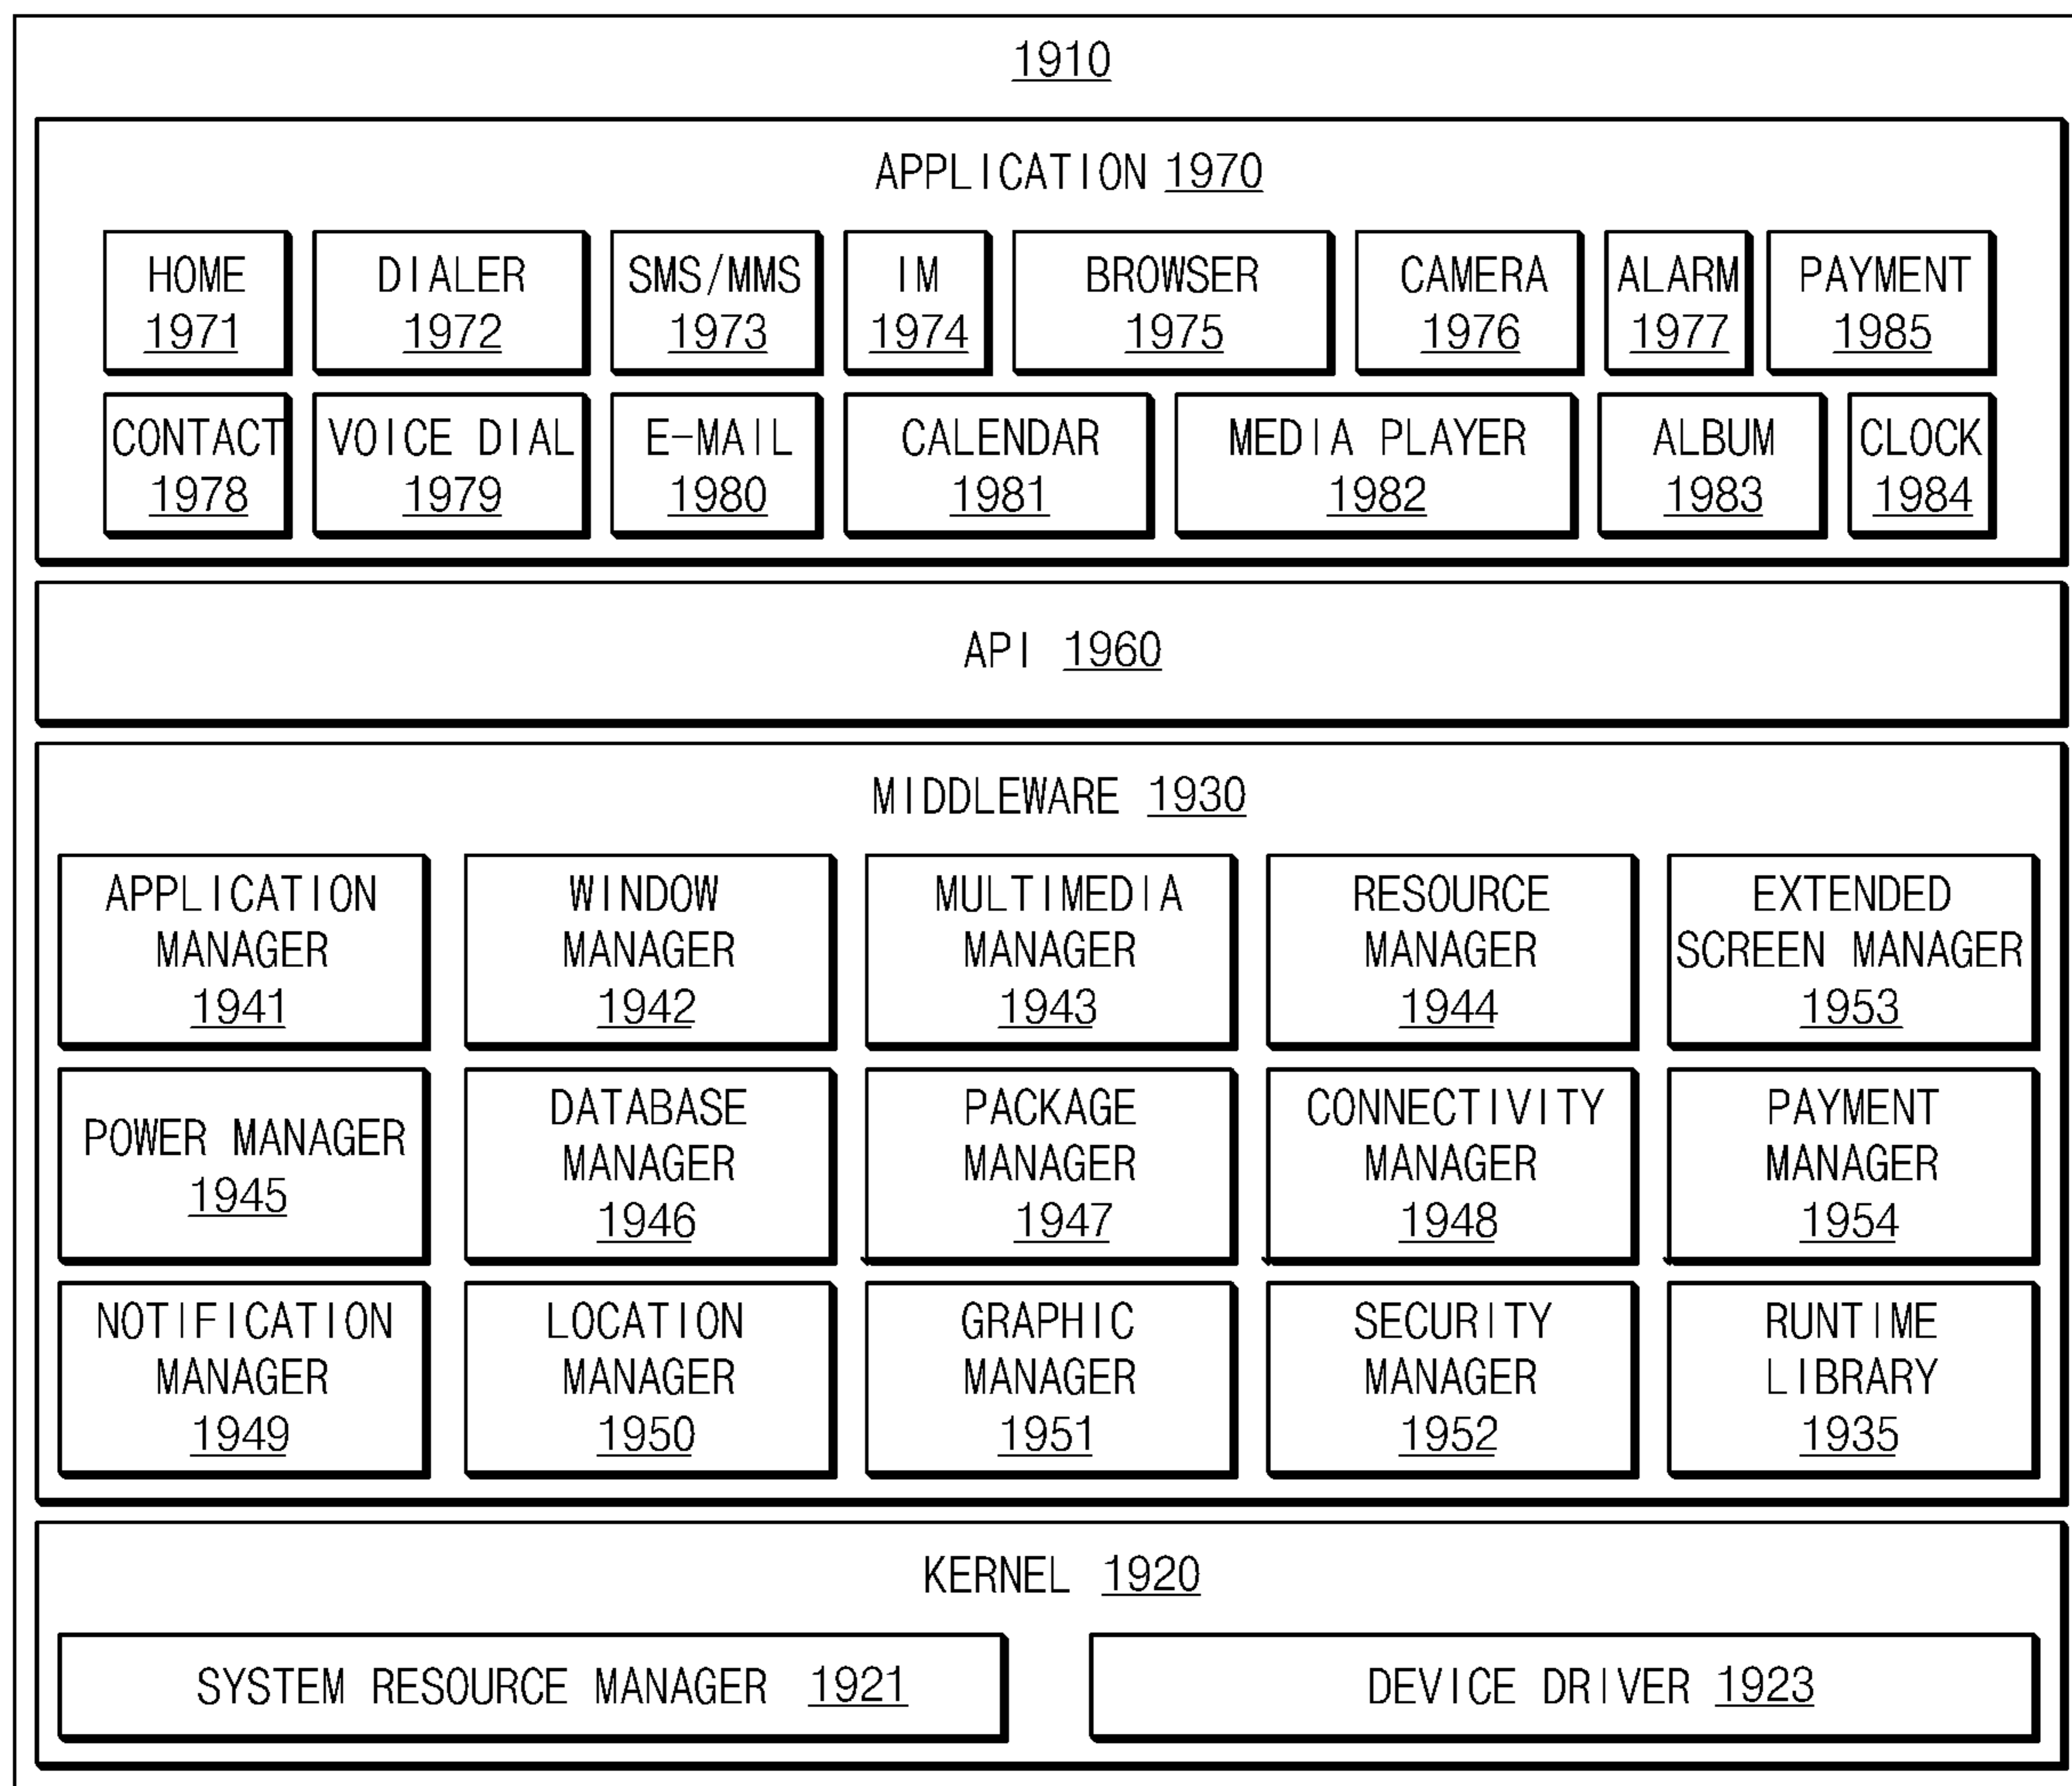 1910
APPLICATION 1970
HOME
1971
DIALER
1972
SMS/MMS
1973
IM
1974
BROWSER
1975
CAMERA
1976
ALARM
1977
PAYMENT
1985
CONTACT
1978
VOICE DIAL
1979
E-MAIL
1980
CALENDAR
1981
MEDIA PLAYER
1982
ALBUM
1983
CLOCK
1984
API 1960
MIDDLEWARE 1930
APPLICATION
MANAGER
1941
WINDOW
MANAGER
1942
MULTIMEDIA
MANAGER
1943
RESOURCE
MANAGER
1944
EXTENDED
SCREEN MANAGER
1953
POWER MANAGER
1945
DATABASE
MANAGER
1946
PACKAGE
MANAGER
1947
CONNECTIVITY
MANAGER
1948
PAYMENT
MANAGER
1954
NOTIFICATION
MANAGER
1949
LOCATION
MANAGER
1950
GRAPHIC
MANAGER
1951
SECURITY
MANAGER
1952
RUNTIME
LIBRARY
1935
KERNEL 1920
SYSTEM RESOURCE MANAGER 1921
DEVICE DRIVER 1923